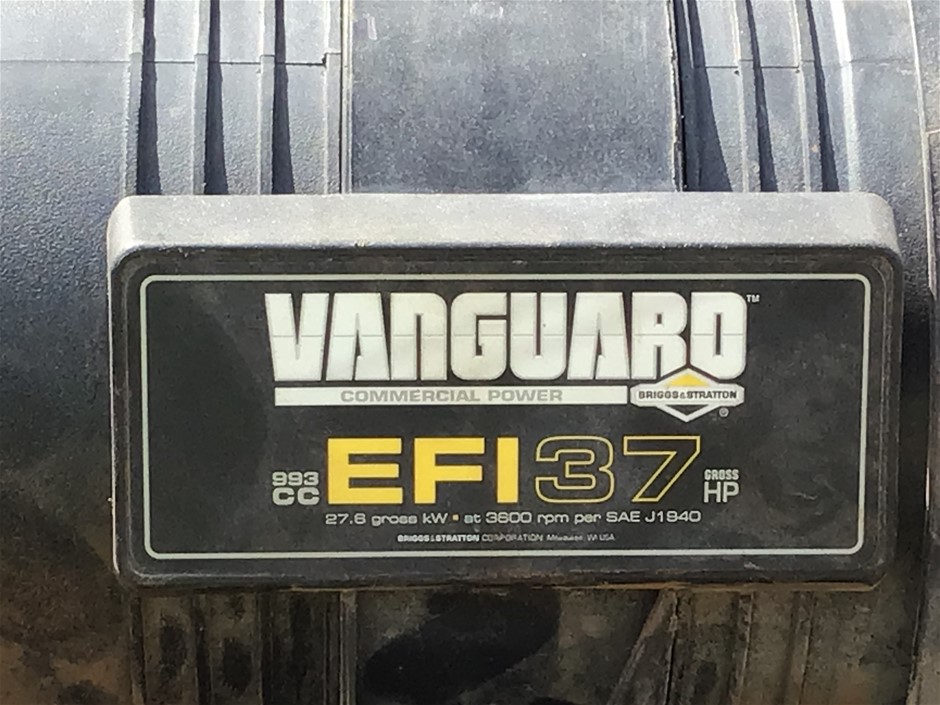 VANGUARD™
COMMERCIAL POWER
BRIGGS & STRATTON
®
993 CC EFI 37 GROSS HP
27.6 gross kW • at 3600 rpm per SAE J1940
BRIGGS & STRATTON CORPORATION Milwaukee, WI USA